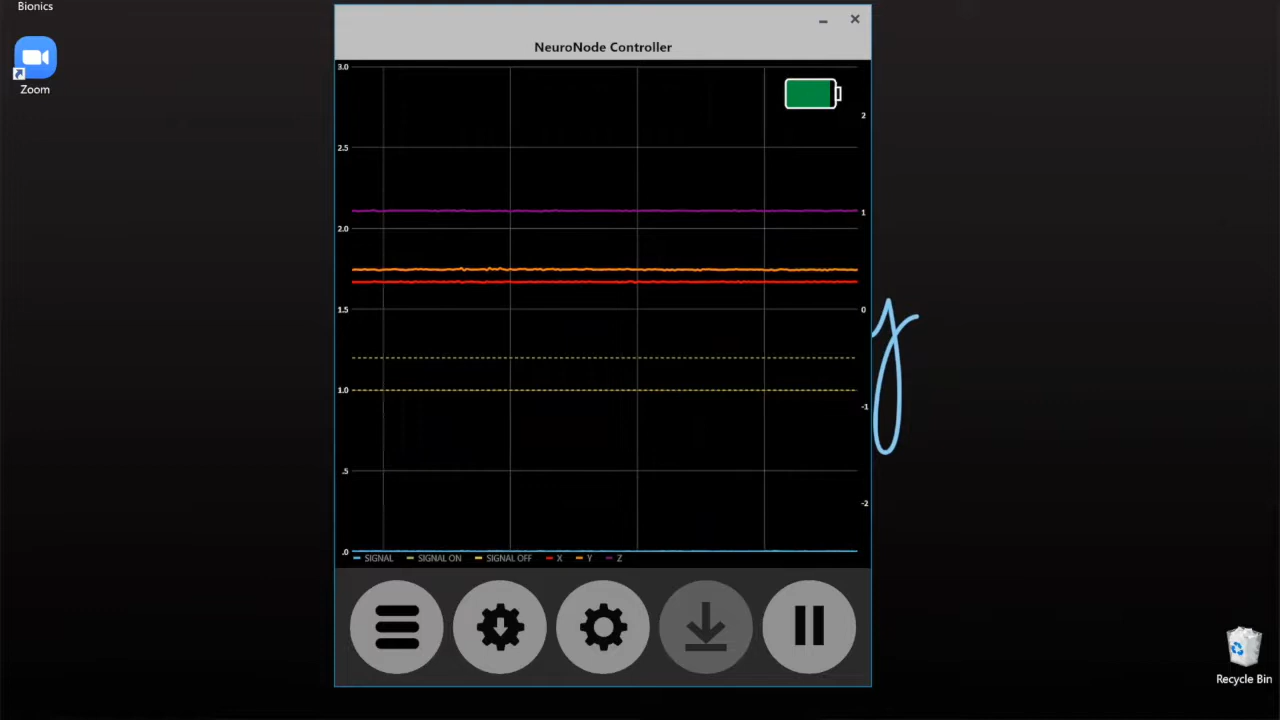 Bionics
Zoom
NeuroNode Controller
3.0
2
2.5
1
2.0
1.5
0
1.0
-1
.5
-2
.0
SIGNAL SIGNAL ON SIGNAL OFF X Y Z
Recycle Bin